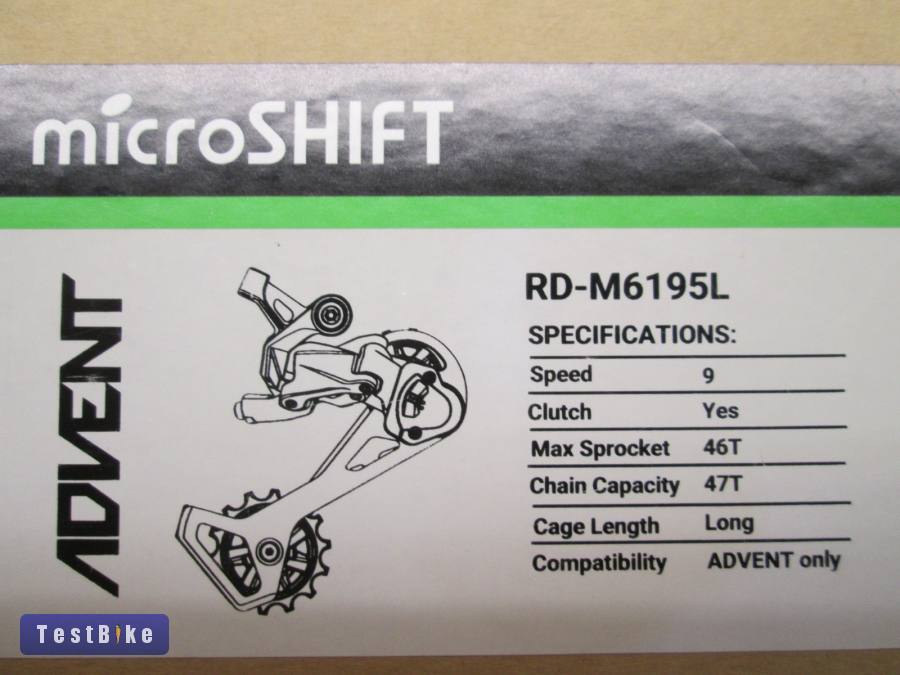 microSHIFT
ADVENT
RD-M6195L
SPECIFICATIONS:
Speed 9
Clutch Yes
Max Sprocket 46T
Chain Capacity 47T
Cage Length Long
Compatibility ADVENT only
TestBike